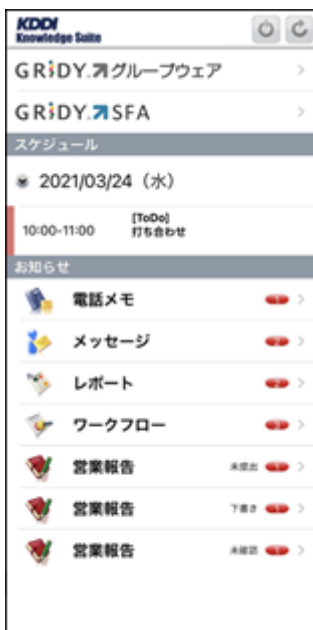 KDDI
Knowledge Suite
GRiDY.グループウェア
GRiDY.SFA
スケジュール
2021/03/24（水）
[ToDo]
10:00-11:00 打ち合わせ
お知らせ
電話メモ
メッセージ
レポート
ワークフロー
営業報告 未提出
営業報告 下書き
営業報告 未確認